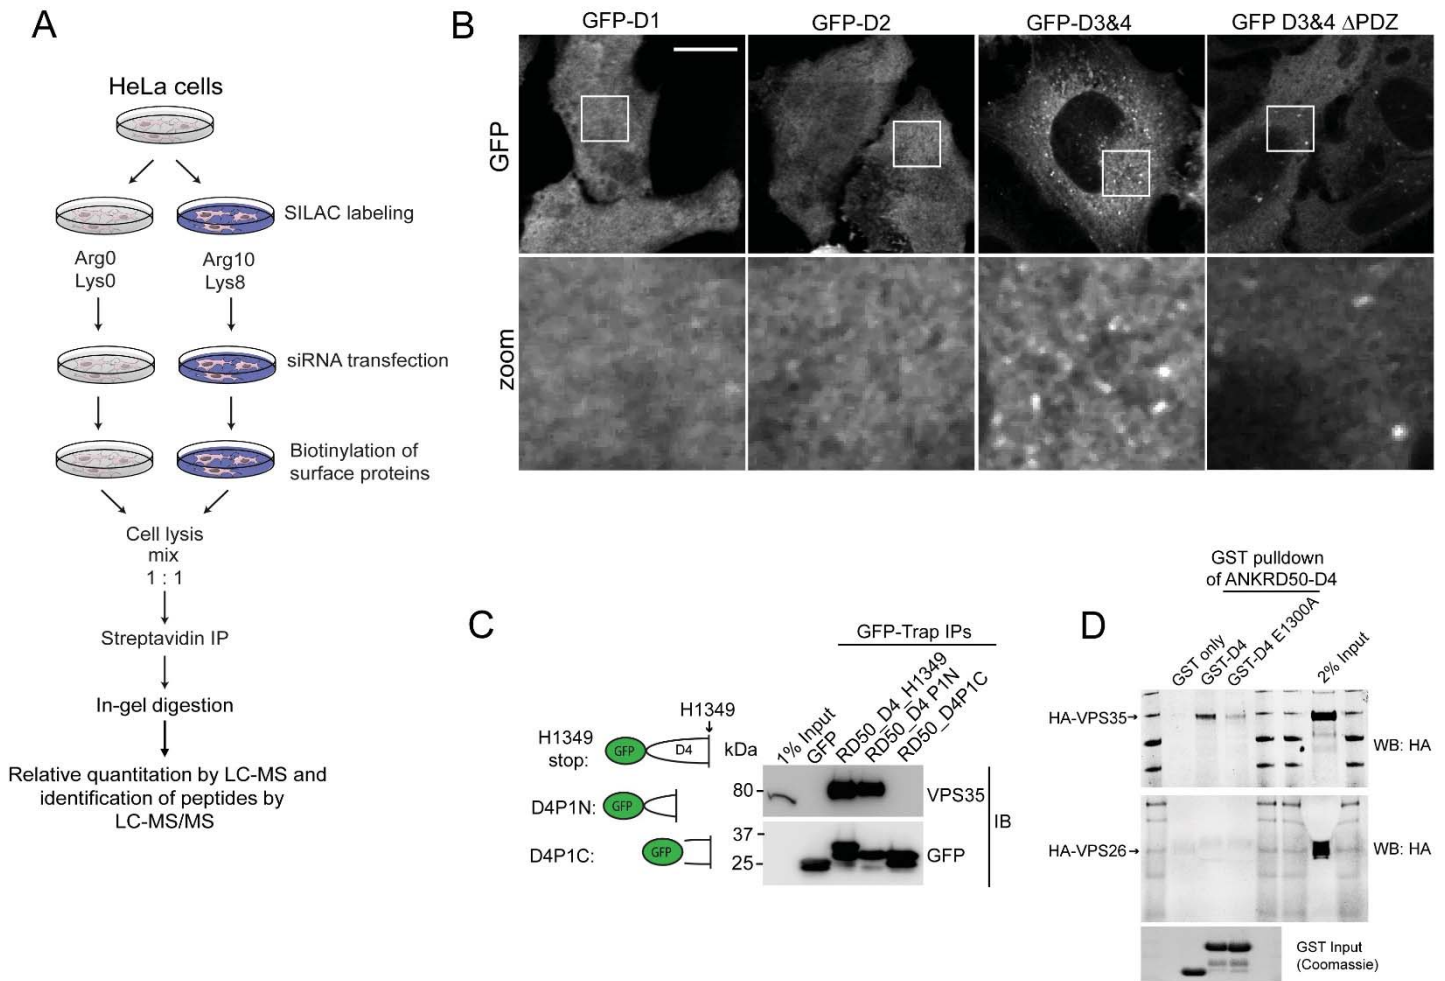 A
HeLa cells
SILAC labeling
Arg0
Lys0
Arg10
Lys8
siRNA transfection
Biotinylation of
surface proteins
Cell lysis
mix
1 : 1
Streptavidin IP
In-gel digestion
Relative quantitation by LC-MS and
identification of peptides by
LC-MS/MS
B
GFP-D1
GFP-D2
GFP-D3&4
GFP D3&4 ΔPDZ
GFP
zoom
C
GFP-Trap IPs
1% Input
GFP
RD50_D4_H1349
RD50_D4 P1N
RD50_D4P1C
H1349
H1349
stop:
GFP
D4
kDa
80
VPS35
D4P1N:
GFP
D4P1C:
GFP
37
25
GFP
IB
D
GST pulldown
of ANKRD50-D4
GST only
GST-D4
GST-D4 E1300A
2% Input
HA-VPS35
WB: HA
HA-VPS26
WB: HA
GST Input
(Coomassie)